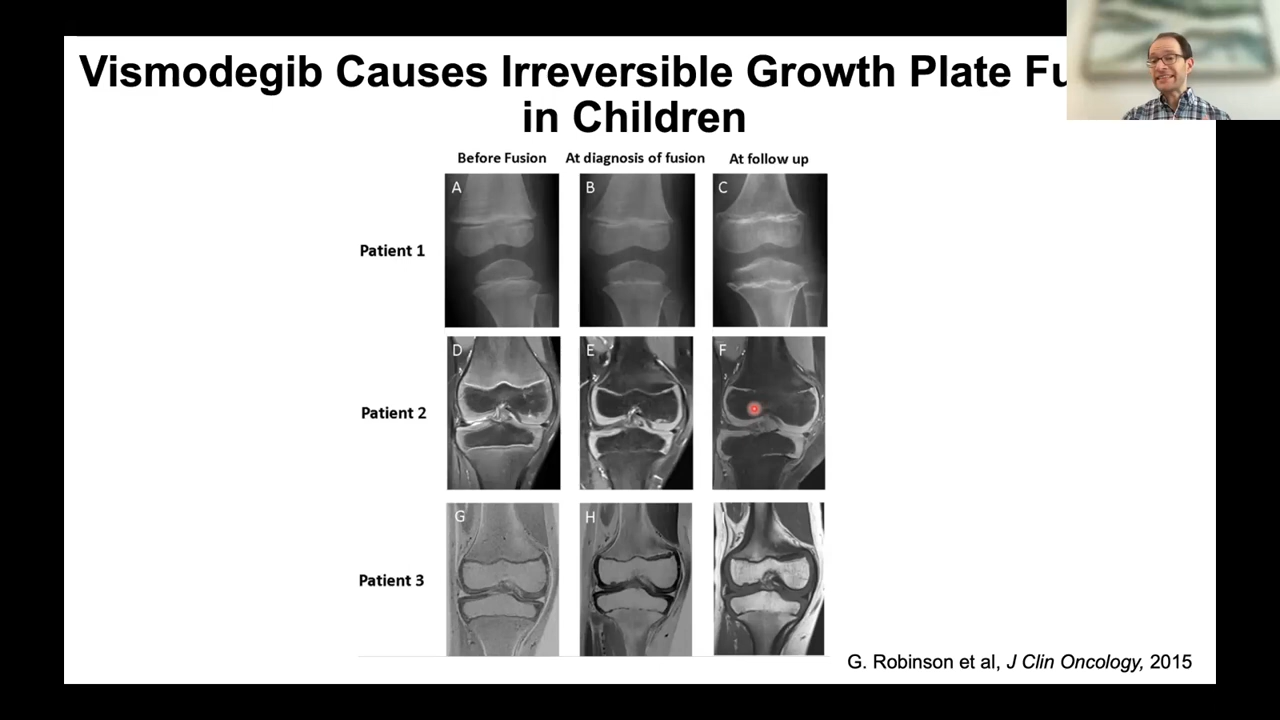 Vismodegib Causes Irreversible Growth Plate
in Children
Before Fusion At diagnosis of fusion At follow up
A B C
Patient 1
D E F
Patient 2
G H
Patient 3
G. Robinson et al, J Clin Oncology, 2015